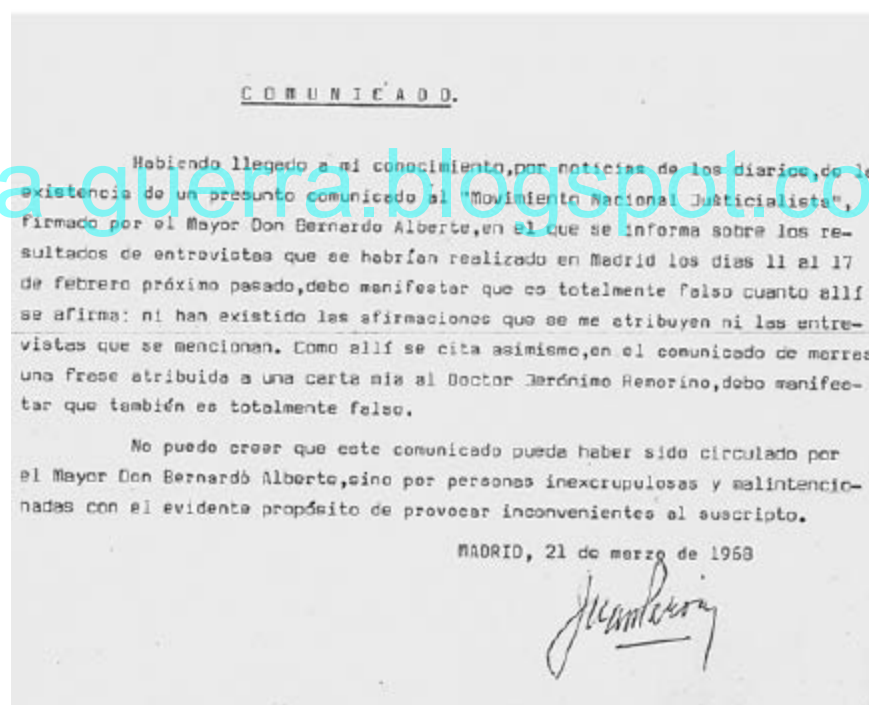 COMUNICADO.
Habiendo llegado a mi conocimiento,por noticias de los diarios,de la
existencia de un presunto comunicado al "Movimiento Nacional Justicialista",
firmado por el Mayor Don Bernardo Alberte,en el que se informa sobre los re-
sultados de entrevistas que se habrían realizado en Madrid los dias 11 al 17
de febrero próximo pasado,debo manifestar que es totalmente falso cuanto allí
se afirma: ni han existido las afirmaciones que se me atribuyen ni las entre-
vistas que se mencionan. Como allí se cita asimismo,en el comunicado de marras
una frase atribuida a una carta mia al Doctor Jerónimo Remorino,debo manifes-
tar que también es totalmente falso.
No puedo creer que este comunicado pueda haber sido circulado por
el Mayor Don Bernardo Alberte,sino por personas inexcrupulosas y malintencio-
nadas con el evidente propósito de provocar inconvenientes al suscripto.
MADRID, 21 de marzo de 1968
Juan Perón
a-guerra.blogspot.co